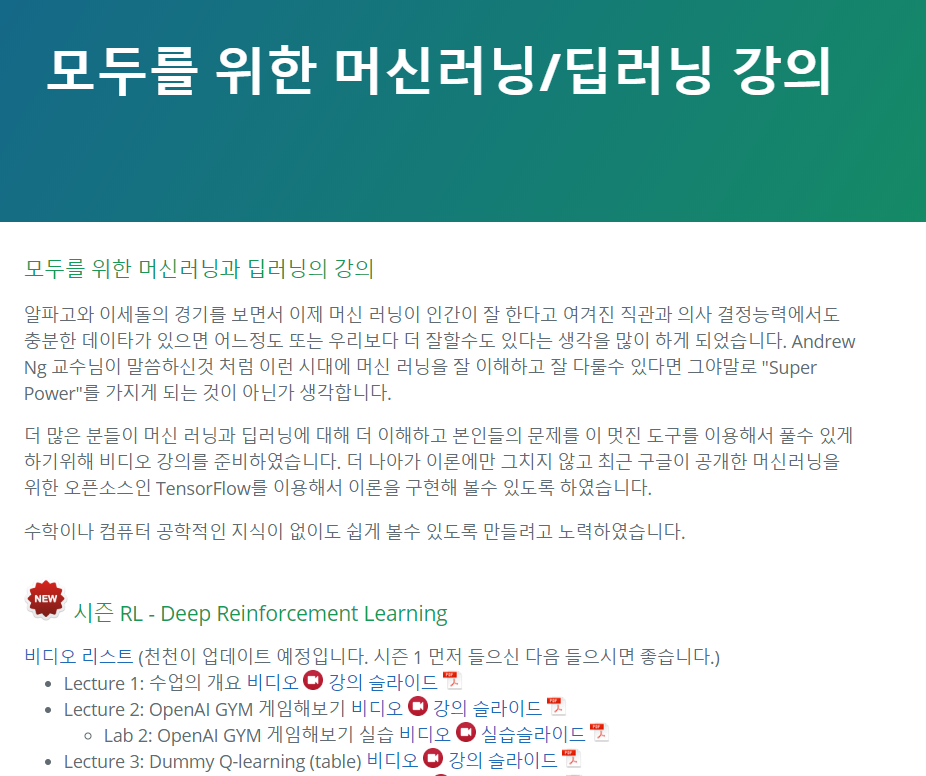 모두를 위한 머신러닝/딥러닝 강의
모두를 위한 머신러닝과 딥러닝의 강의
알파고와 이세돌의 경기를 보면서 이제 머신 러닝이 인간이 잘 한다고 여겨진 직관과 의사 결정능력에서도
충분한 데이타가 있으면 어느정도 또는 우리보다 더 잘할수도 있다는 생각을 많이 하게 되었습니다. Andrew
Ng 교수님이 말씀하신것 처럼 이런 시대에 머신 러닝을 잘 이해하고 잘 다룰수 있다면 그야말로 "Super
Power"를 가지게 되는 것이 아닌가 생각합니다.
더 많은 분들이 머신 러닝과 딥러닝에 대해 더 이해하고 본인들의 문제를 이 멋진 도구를 이용해서 풀수 있게
하기위해 비디오 강의를 준비하였습니다. 더 나아가 이론에만 그치지 않고 최근 구글이 공개한 머신러닝을
위한 오픈소스인 TensorFlow를 이용해서 이론을 구현해 볼수 있도록 하였습니다.
수학이나 컴퓨터 공학적인 지식이 없이도 쉽게 볼수 있도록 만들려고 노력하였습니다.
NEW 시즌 RL - Deep Reinforcement Learning
비디오 리스트 (천천이 업데이트 예정입니다. 시즌 1 먼저 들으신 다음 들으시면 좋습니다.)
• Lecture 1: 수업의 개요 비디오 강의 슬라이드 PDF
• Lecture 2: OpenAI GYM 게임해보기 비디오 강의 슬라이드 PDF
◦ Lab 2: OpenAI GYM 게임해보기 실습 비디오 실습슬라이드 PDF
• Lecture 3: Dummy Q-learning (table) 비디오 강의 슬라이드 PDF